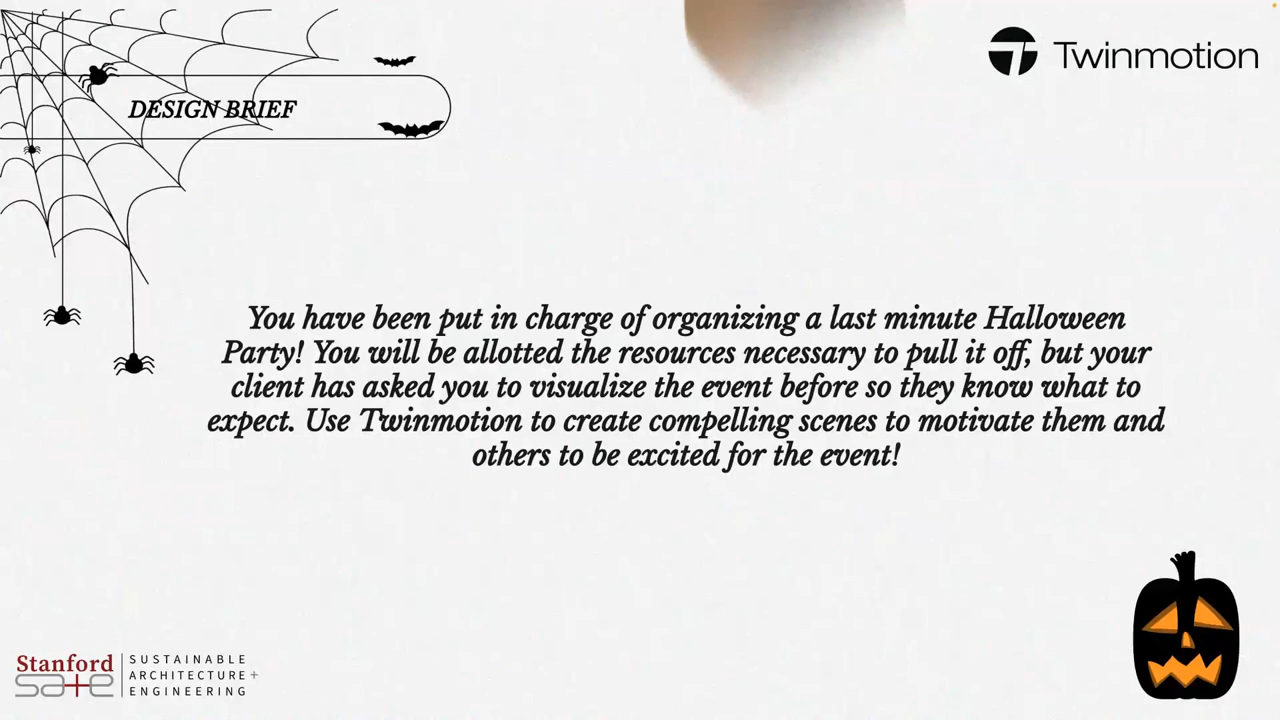 Twinmotion
DESIGN BRIEF
You have been put in charge of organizing a last minute Halloween
Party! You will be allotted the resources necessary to pull it off, but your
client has asked you to visualize the event before so they know what to
expect. Use Twinmotion to create compelling scenes to motivate them and
others to be excited for the event!
Stanford
sa+e
SUSTAINABLE
ARCHITECTURE+
ENGINEERING